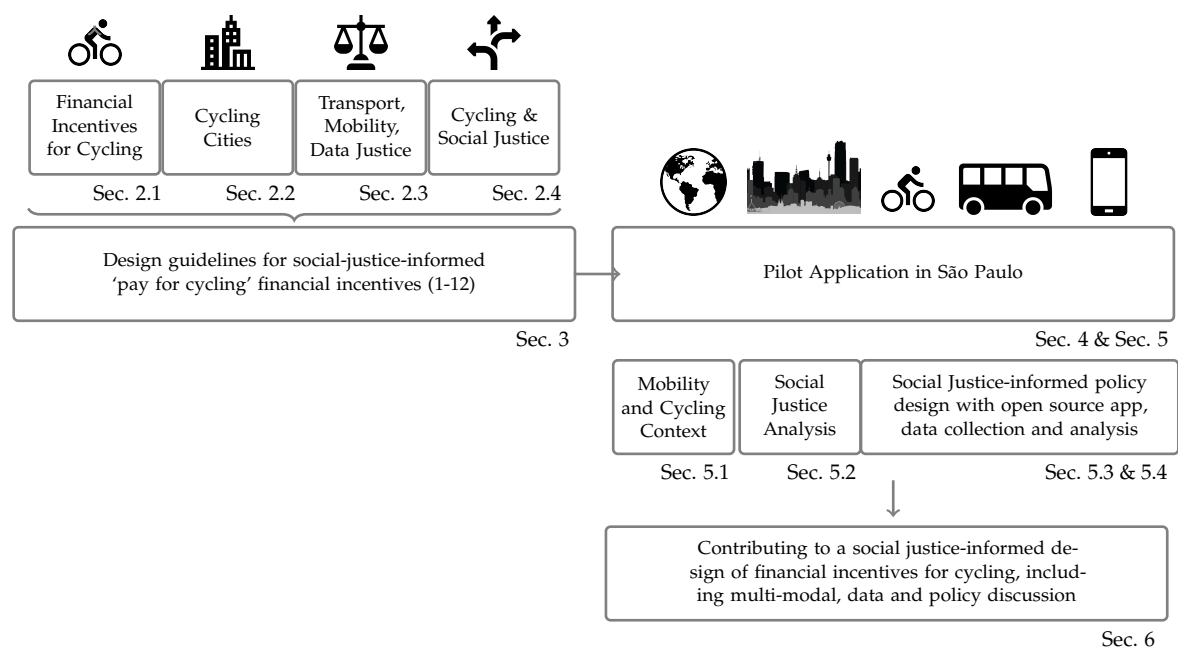 Financial
Incentives
for Cycling
Cycling
Cities
Transport,
Mobility,
Data Justice
Cycling &
Social Justice
Sec. 2.1
Sec. 2.2
Sec. 2.3
Sec. 2.4
Design guidelines for social-justice-informed
‘pay for cycling’ financial incentives (1-12)
Sec. 3
Pilot Application in São Paulo
Sec. 4 & Sec. 5
Mobility
and Cycling
Context
Social
Justice
Analysis
Social Justice-informed policy
design with open source app,
data collection and analysis
Sec. 5.1
Sec. 5.2
Sec. 5.3 & 5.4
Contributing to a social justice-informed de-
sign of financial incentives for cycling, includ-
ing multi-modal, data and policy discussion
Sec. 6